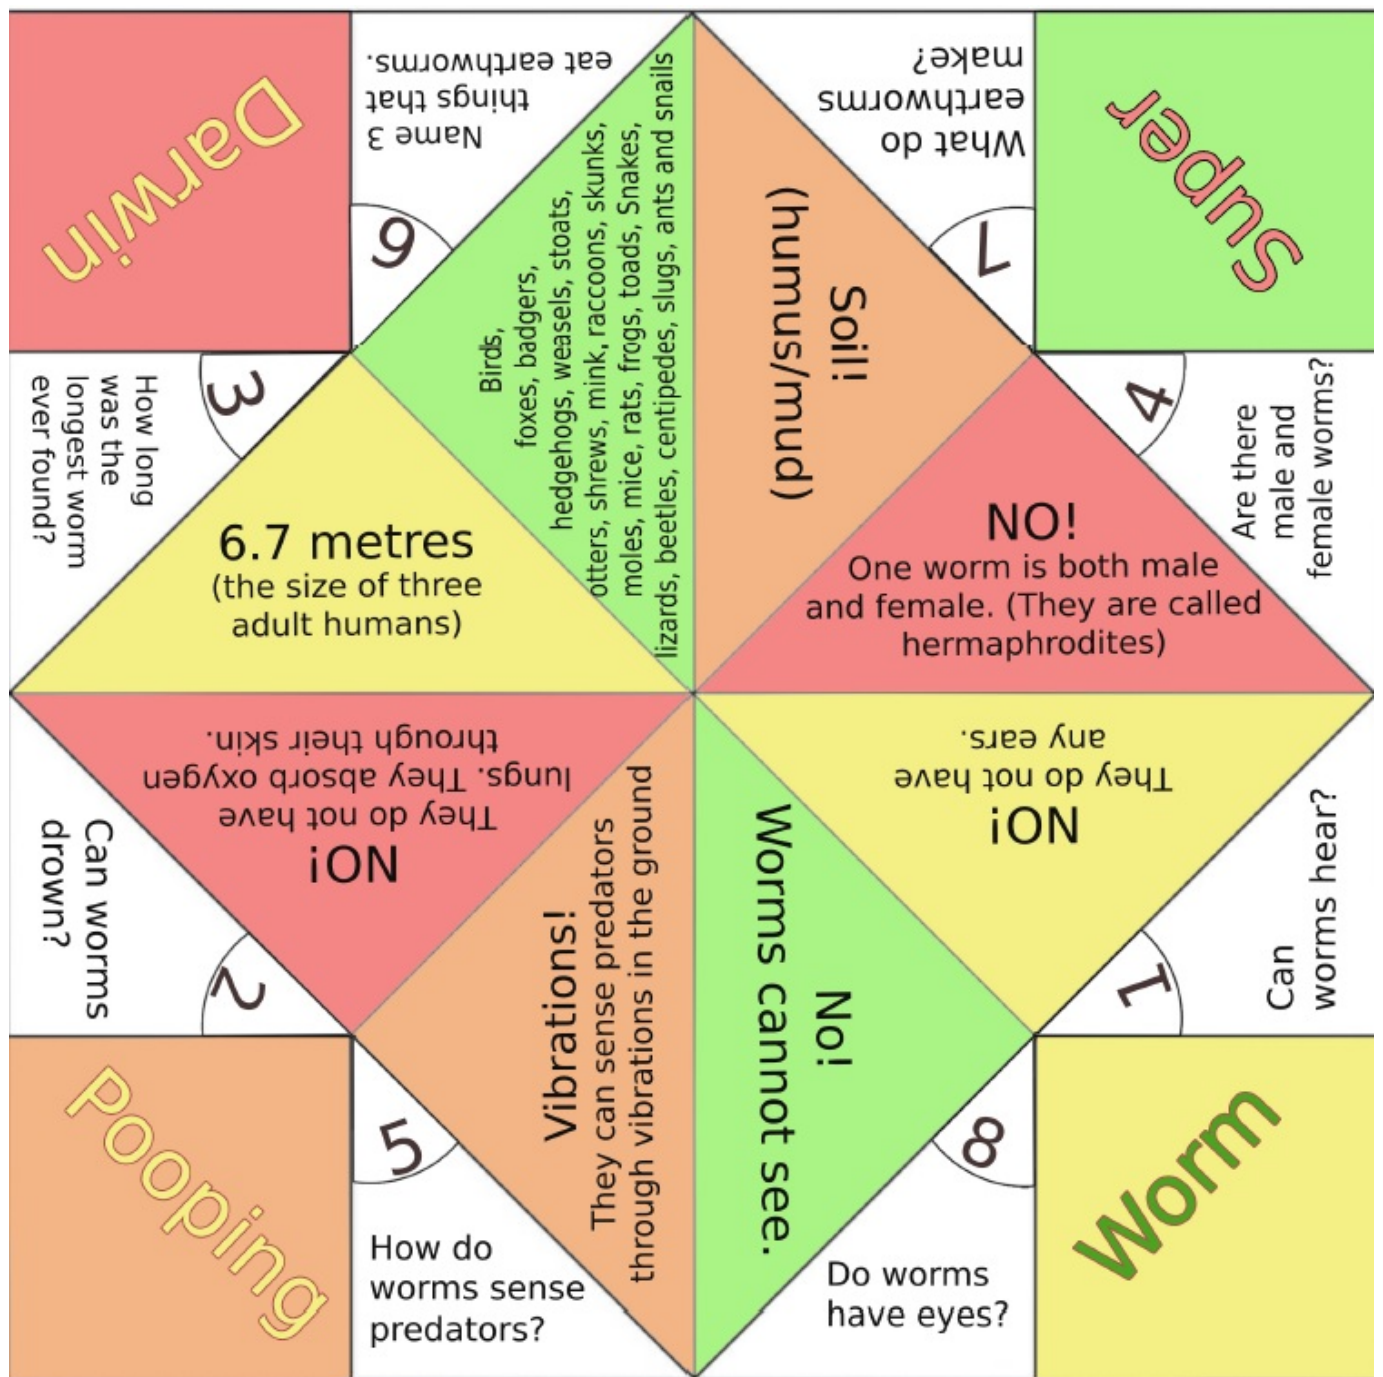 Darwin
Name 3
things that
eat earthworms.
6
What do
earthworms
make?
7
Super
How long
was the
longest worm
ever found?
3
Birds,
foxes, badgers,
hedgehogs, weasels, stoats,
otters, shrews, mink, raccoons, skunks,
moles, mice, rats, frogs, toads, Snakes,
lizards, beetles, centipedes, slugs, ants and snails
Soil!
(humus/mud)
4
Are there
male and
female worms?
6.7 metres
(the size of three
adult humans)
NO!
One worm is both male
and female. (They are called
hermaphrodites)
Can worms
drown?
2
NO!
They do not have
lungs. They absorb oxygen
through their skin.
Vibrations!
They can sense predators
through vibrations in the ground
No!
Worms cannot see.
NO!
They do not have
any ears.
1
Can
worms hear?
Pooping
5
How do
worms sense
predators?
8
Do worms
have eyes?
Worm